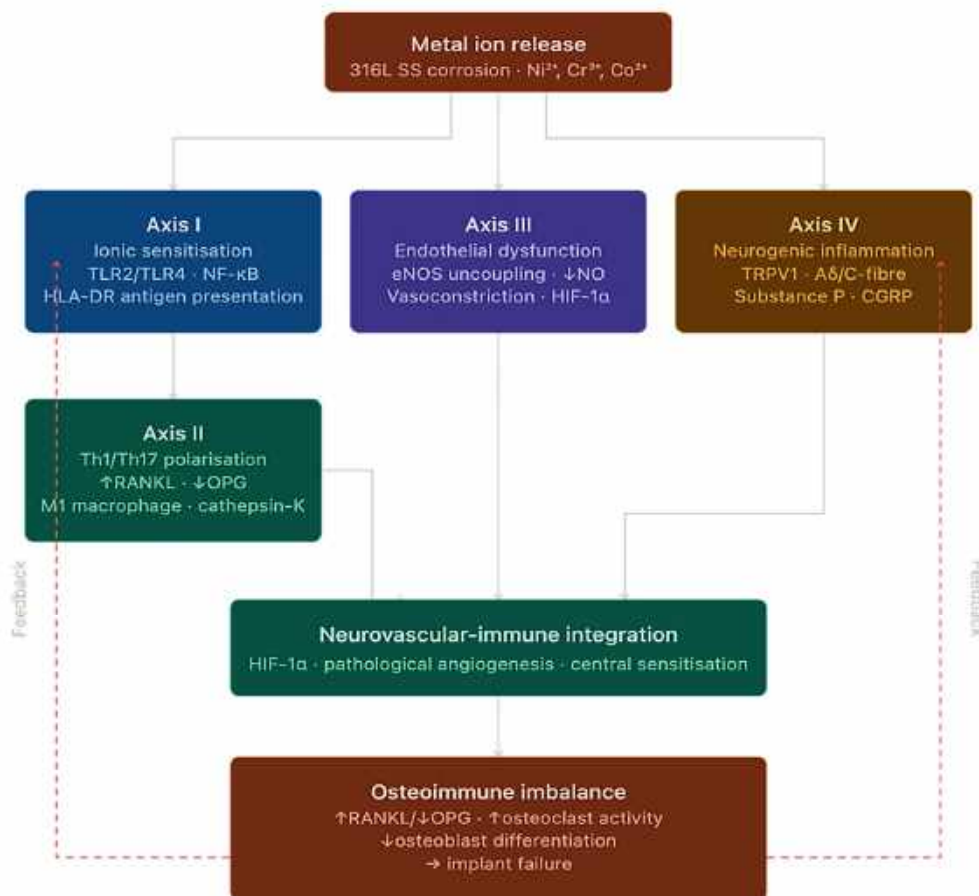 Metal ion release
316L SS corrosion · Ni²⁺, Cr³⁺, Co²⁺
Axis I
Ionic sensitisation
TLR2/TLR4 · NF-κB
HLA-DR antigen presentation
Axis III
Endothelial dysfunction
eNOS uncoupling · ↓NO
Vasoconstriction · HIF-1α
Axis IV
Neurogenic inflammation
TRPV1 · Aδ/C-fibre
Substance P · CGRP
Axis II
Th1/Th17 polarisation
↑RANKL · ↓OPG
M1 macrophage · cathepsin-K
Feedback
Neurovascular-immune integration
HIF-1α · pathological angiogenesis · central sensitisation
Osteoimmune imbalance
↑RANKL/↓OPG · ↑osteoclast activity
↓osteoblast differentiation
→ implant failure